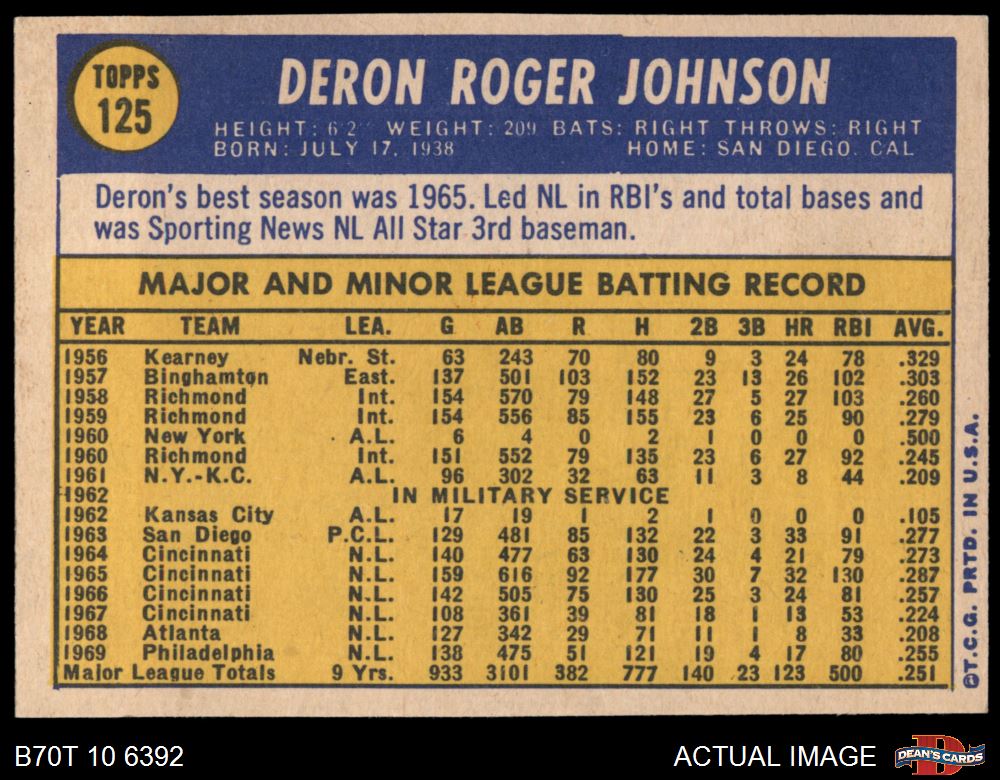 TOPPS
125
DERON ROGER JOHNSON
HEIGHT: 6'2" WEIGHT: 209 BATS: RIGHT THROWS: RIGHT
BORN: JULY 17, 1938 HOME: SAN DIEGO, CAL
Deron's best season was 1965. Led NL in RBI's and total bases and
was Sporting News NL All Star 3rd baseman.
MAJOR AND MINOR LEAGUE BATTING RECORD
YEAR TEAM LEA. G AB R H 2B 3B HR RBI AVG.
1956 Kearney Nebr. St. 63 243 70 80 9 3 24 78 .329
1957 Binghamton East. 137 501 103 152 23 13 26 102 .303
1958 Richmond Int. 154 570 79 148 27 5 27 103 .260
1959 Richmond Int. 154 556 85 155 23 6 25 90 .279
1960 New York A.L. 6 4 0 2 1 0 0 0 .500
1960 Richmond Int. 151 552 79 135 23 6 27 92 .245
1961 N.Y.-K.C. A.L. 96 302 32 63 11 3 8 44 .209
1962 IN MILITARY SERVICE
1962 Kansas City A.L. 17 19 1 2 1 0 0 0 .105
1963 San Diego P.C.L. 129 481 85 132 22 3 33 91 .277
1964 Cincinnati N.L. 140 477 63 130 24 4 21 79 .273
1965 Cincinnati N.L. 159 616 92 177 30 7 32 130 .287
1966 Cincinnati N.L. 142 505 75 130 25 3 24 81 .257
1967 Cincinnati N.L. 108 361 39 81 18 1 13 53 .224
1968 Atlanta N.L. 127 342 29 71 11 1 8 33 .208
1969 Philadelphia N.L. 138 475 51 121 19 4 17 80 .255
Major League Totals 9 Yrs. 933 3101 382 777 140 23 123 500 .251
©T.C.G. PRTD. IN U.S.A.
B70T 10 6392
ACTUAL IMAGE
D
DEAN'S CARDS